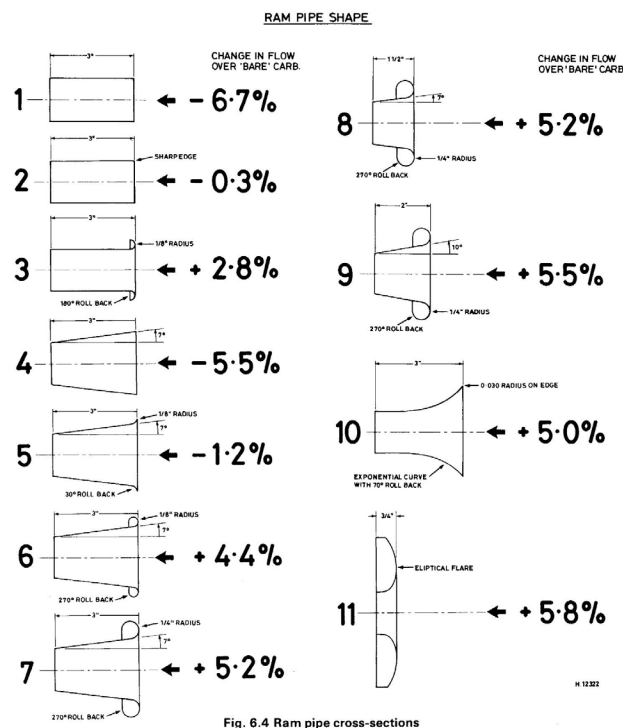 RAM PIPE SHAPE
CHANGE IN FLOW
OVER 'BARE' CARB.
3"
1
- 6·7%
3"
SHARP EDGE
2
- 0·3%
3"
1/8" RADIUS
3
+ 2·8%
180° ROLL BACK
3"
7°
4
- 5·5%
3"
1/8" RADIUS
7°
5
- 1·2%
30° ROLL BACK
3"
1/8" RADIUS
7°
6
+ 4·4%
270° ROLL BACK
3"
1/4" RADIUS
7°
7
+ 5·2%
270° ROLL BACK
CHANGE IN FLOW
OVER 'BARE' CARB
1 1/2"
7°
8
+ 5·2%
1/4" RADIUS
270° ROLL BACK
2"
10°
9
+ 5·5%
1/4" RADIUS
270° ROLL BACK
3"
0·030 RADIUS ON EDGE
10
+ 5·0%
EXPONENTIAL CURVE
WITH 70° ROLL BACK
3/4"
ELIPTICAL FLARE
11
+ 5·8%
H.12322
Fig. 6.4 Ram pipe cross-sections